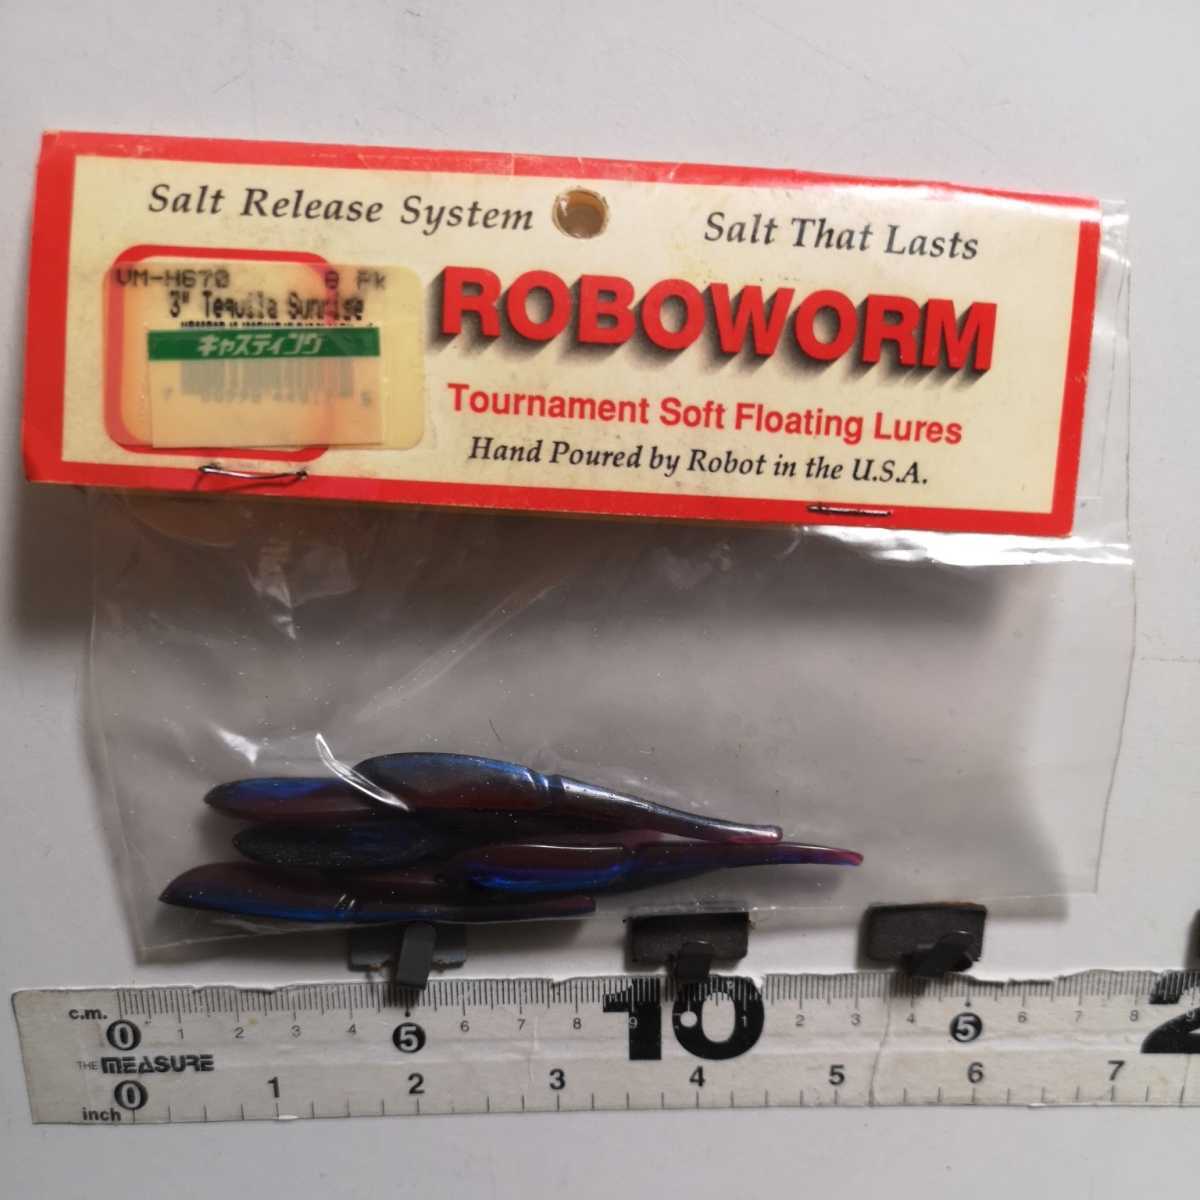 Salt Release System
Salt That Lasts
VM-H670 8 Pk
3" Tequila Sunrise
キャスティング
ROBOWORM
Tournament Soft Floating Lures
Hand Poured by Robot in the U.S.A.
c.m. 0 1 2 3 4 5 6 7 8 9 10 1 2 3 4 5 6 7 8 9 2
THE MEASURE
inch 0 1 2 3 4 5 6 7